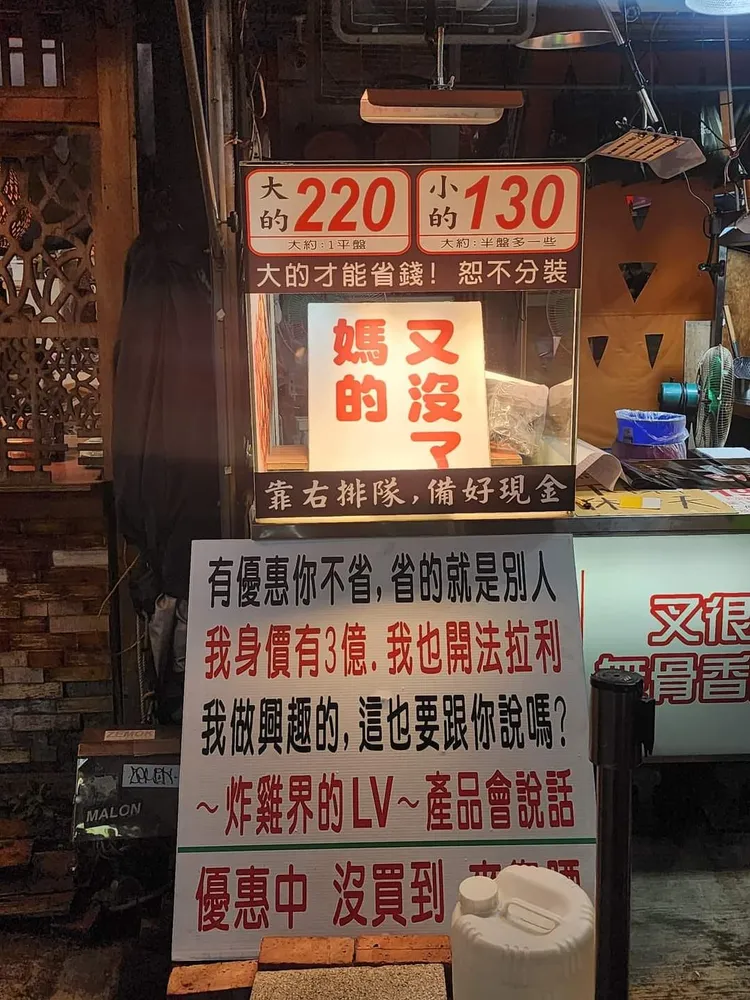 大的220
大約:1平盤
小的130
大約:半盤多一些
大的才能省錢! 恕不分裝
又沒了
媽的
靠右排隊,備好現金
有優惠你不省,省的就是別人
我身價有3億.我也開法拉利
我做興趣的,這也要跟你說嗎?
~炸雞界的LV~產品會說話
優惠中 沒買到
又很
無骨香
ZEMOK
MALON